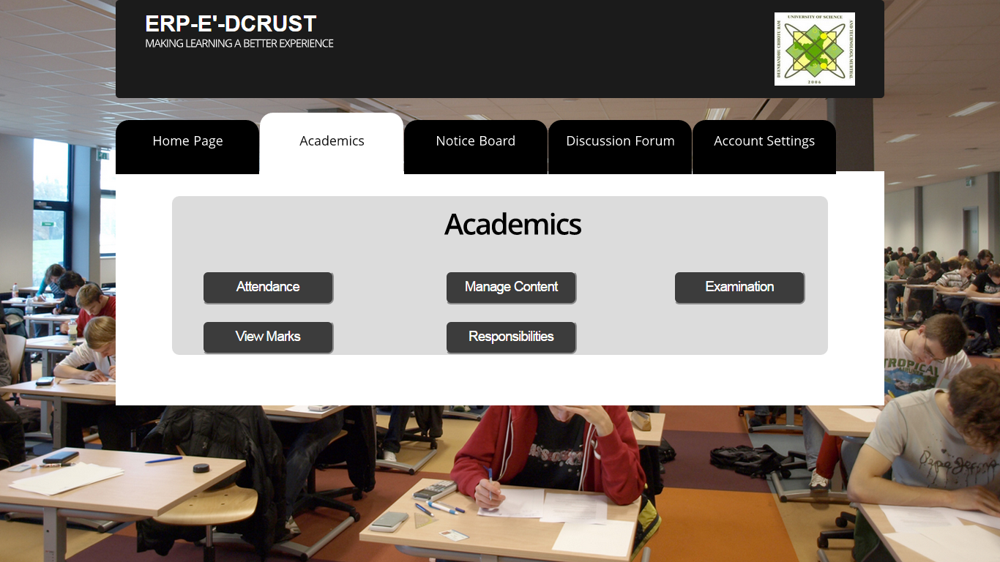 ERP-E'-DCRUST
MAKING LEARNING A BETTER EXPERIENCE
UNIVERSITY OF SCIENCE
AND TECHNOLOGY, MURTHAL
DEENBANDHU CHHOTU RAM
2006
Home Page
Academics
Notice Board
Discussion Forum
Account Settings
Academics
Attendance
Manage Content
Examination
View Marks
Responsibilities
TROPICAL